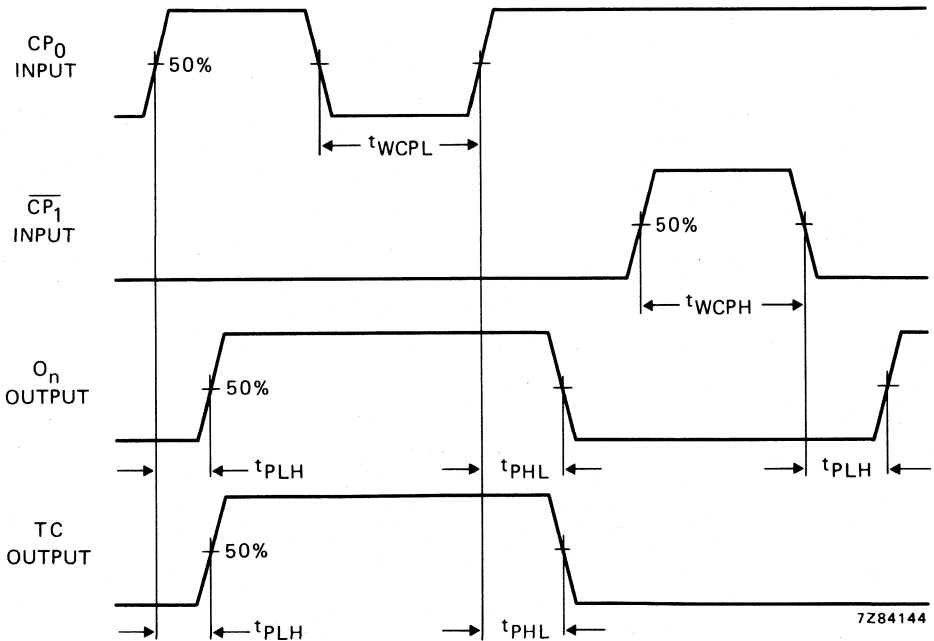 CP0
INPUT
50%
tWCPL
CP1
INPUT
50%
tWCPH
On
OUTPUT
50%
tPLH
tPHL
tPLH
TC
OUTPUT
50%
tPLH
tPHL
7Z84144